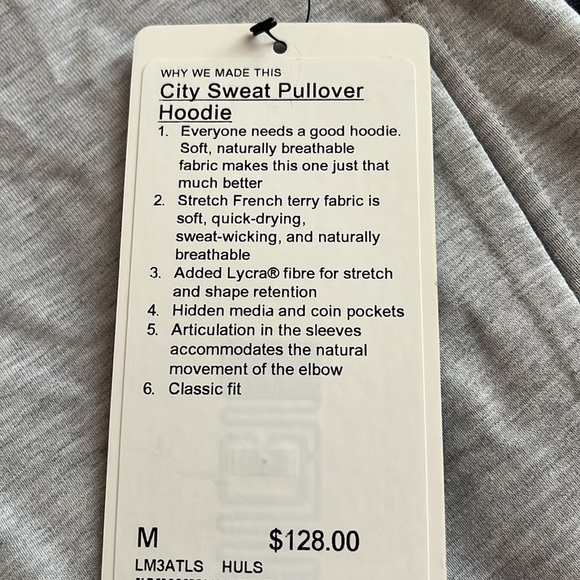 WHY WE MADE THIS
City Sweat Pullover
Hoodie
1. Everyone needs a good hoodie.
Soft, naturally breathable
fabric makes this one just that
much better
2. Stretch French terry fabric is
soft, quick-drying,
sweat-wicking, and naturally
breathable
3. Added Lycra® fibre for stretch
and shape retention
4. Hidden media and coin pockets
5. Articulation in the sleeves
accommodates the natural
movement of the elbow
6. Classic fit
M $128.00
LM3ATLS HULS